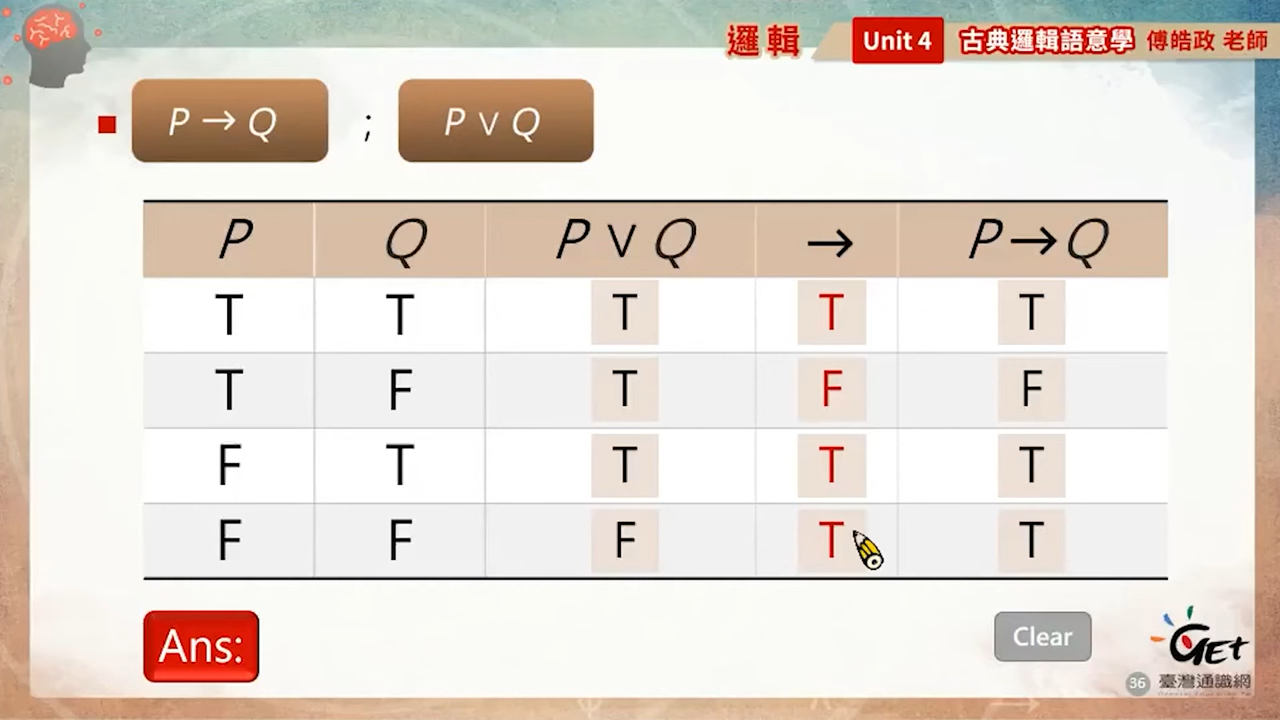 邏輯 Unit 4 古典邏輯語意學 傅皓政 老師
P → Q ; P ∨ Q
P Q P ∨ Q → P → Q
T T T T T
T F T F F
F T T T T
F F F T T
Ans:
Clear
GET
36 臺灣通識網